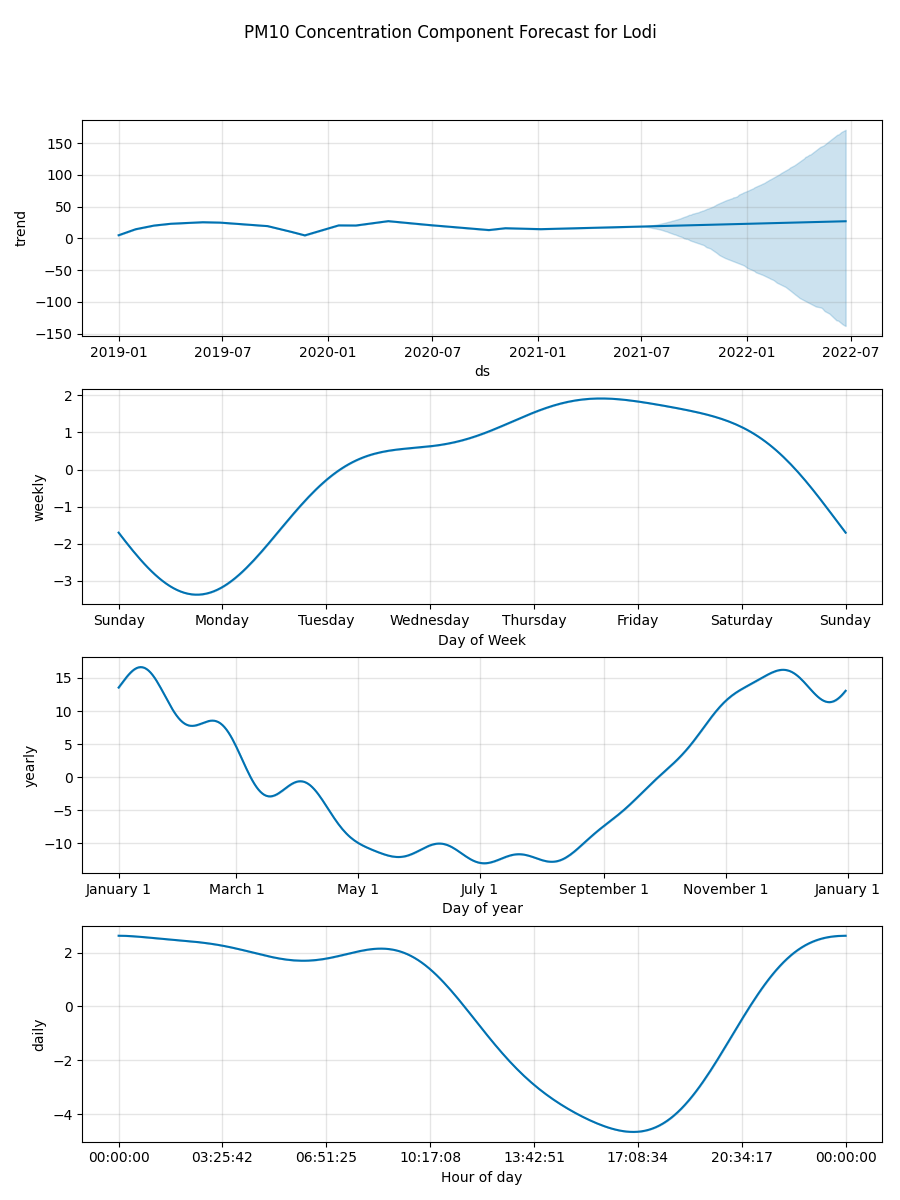 PM10 Concentration Component Forecast for Lodi
150
100
50
0
−50
−100
−150
trend
2019-01 2019-07 2020-01 2020-07 2021-01 2021-07 2022-01 2022-07
ds
2
1
0
−1
−2
−3
weekly
Sunday Monday Tuesday Wednesday Thursday Friday Saturday Sunday
Day of Week
15
10
5
0
−5
−10
yearly
January 1 March 1 May 1 July 1 September 1 November 1 January 1
Day of year
2
0
−2
−4
daily
00:00:00 03:25:42 06:51:25 10:17:08 13:42:51 17:08:34 20:34:17 00:00:00
Hour of day